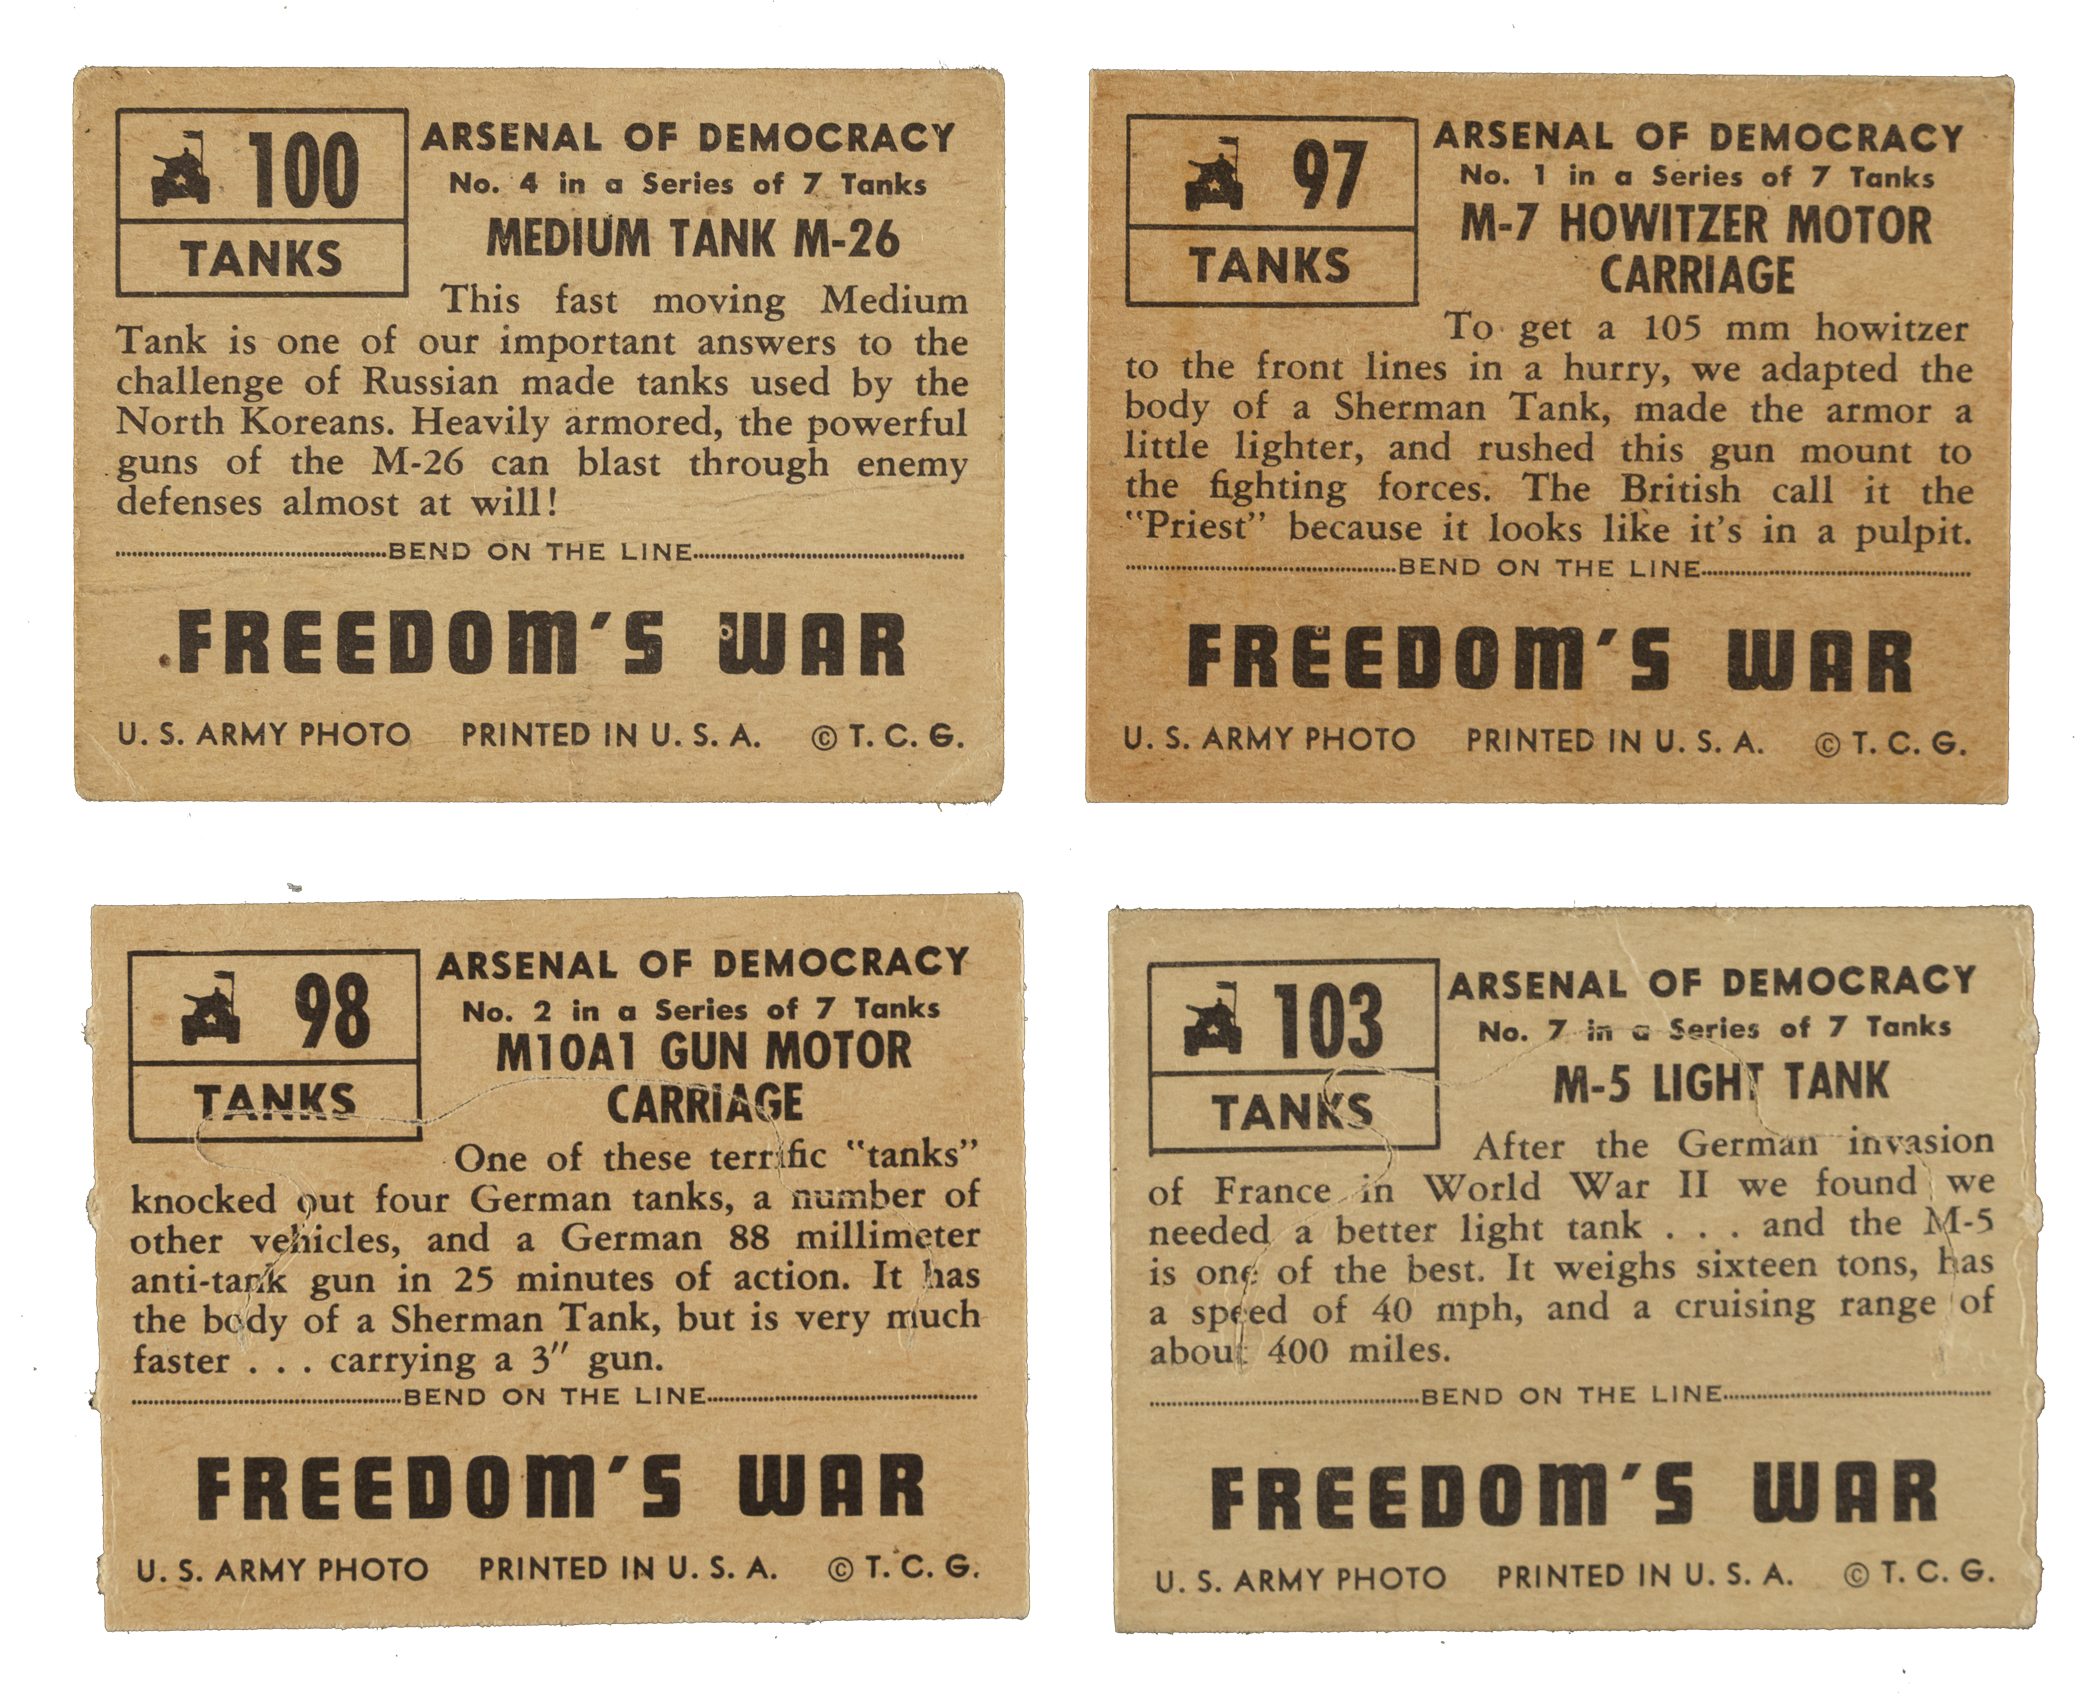 100
TANKS
ARSENAL OF DEMOCRACY
No. 4 in a Series of 7 Tanks
MEDIUM TANK M-26
This fast moving Medium
Tank is one of our important answers to the
challenge of Russian made tanks used by the
North Koreans. Heavily armored, the powerful
guns of the M-26 can blast through enemy
defenses almost at will!
BEND ON THE LINE
FREEDOM'S WAR
U. S. ARMY PHOTO PRINTED IN U. S. A. © T. C. G.
97
TANKS
ARSENAL OF DEMOCRACY
No. 1 in a Series of 7 Tanks
M-7 HOWITZER MOTOR
CARRIAGE
To get a 105 mm howitzer
to the front lines in a hurry, we adapted the
body of a Sherman Tank, made the armor a
little lighter, and rushed this gun mount to
the fighting forces. The British call it the
"Priest" because it looks like it's in a pulpit.
BEND ON THE LINE
FREEDOM'S WAR
U. S. ARMY PHOTO PRINTED IN U. S. A. © T. C. G.
98
TANKS
ARSENAL OF DEMOCRACY
No. 2 in a Series of 7 Tanks
M10A1 GUN MOTOR
CARRIAGE
One of these terrific "tanks"
knocked out four German tanks, a number of
other vehicles, and a German 88 millimeter
anti-tank gun in 25 minutes of action. It has
the body of a Sherman Tank, but is very much
faster . . . carrying a 3" gun.
BEND ON THE LINE
FREEDOM'S WAR
U. S. ARMY PHOTO PRINTED IN U. S. A. © T. C. G.
103
TANKS
ARSENAL OF DEMOCRACY
No. 7 in a Series of 7 Tanks
M-5 LIGHT TANK
After the German invasion
of France in World War II we found we
needed a better light tank . . . and the M-5
is one of the best. It weighs sixteen tons, has
a speed of 40 mph, and a cruising range of
about 400 miles.
BEND ON THE LINE
FREEDOM'S WAR
U. S. ARMY PHOTO PRINTED IN U. S. A. © T. C. G.